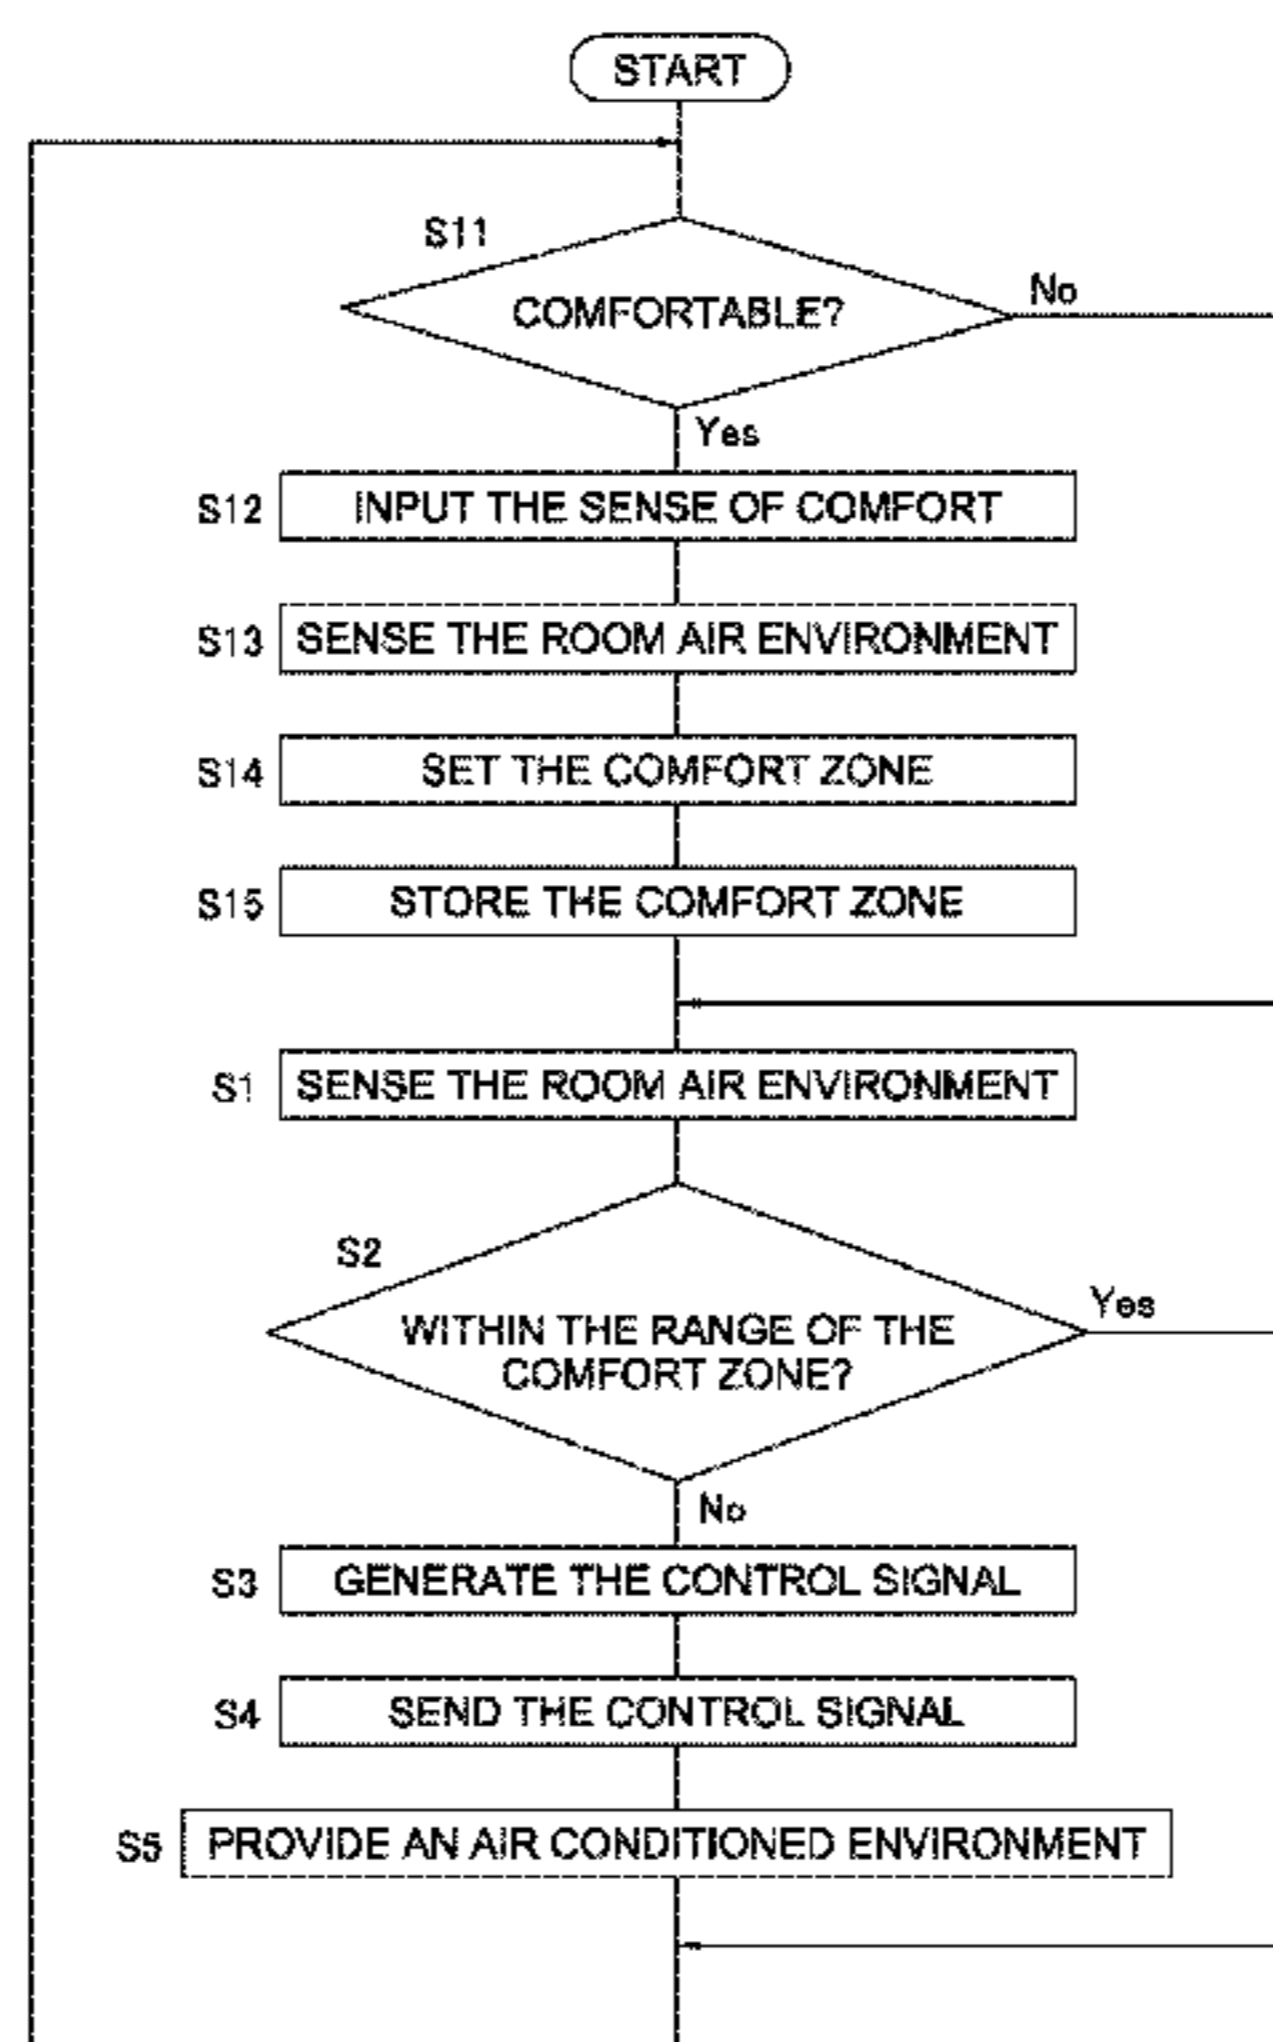 START
S11
COMFORTABLE?
No
Yes
S12 INPUT THE SENSE OF COMFORT
S13 SENSE THE ROOM AIR ENVIRONMENT
S14 SET THE COMFORT ZONE
S15 STORE THE COMFORT ZONE
S1 SENSE THE ROOM AIR ENVIRONMENT
S2
Yes
WITHIN THE RANGE OF THE
COMFORT ZONE?
No
S3 GENERATE THE CONTROL SIGNAL
S4 SEND THE CONTROL SIGNAL
S5 PROVIDE AN AIR CONDITIONED ENVIRONMENT